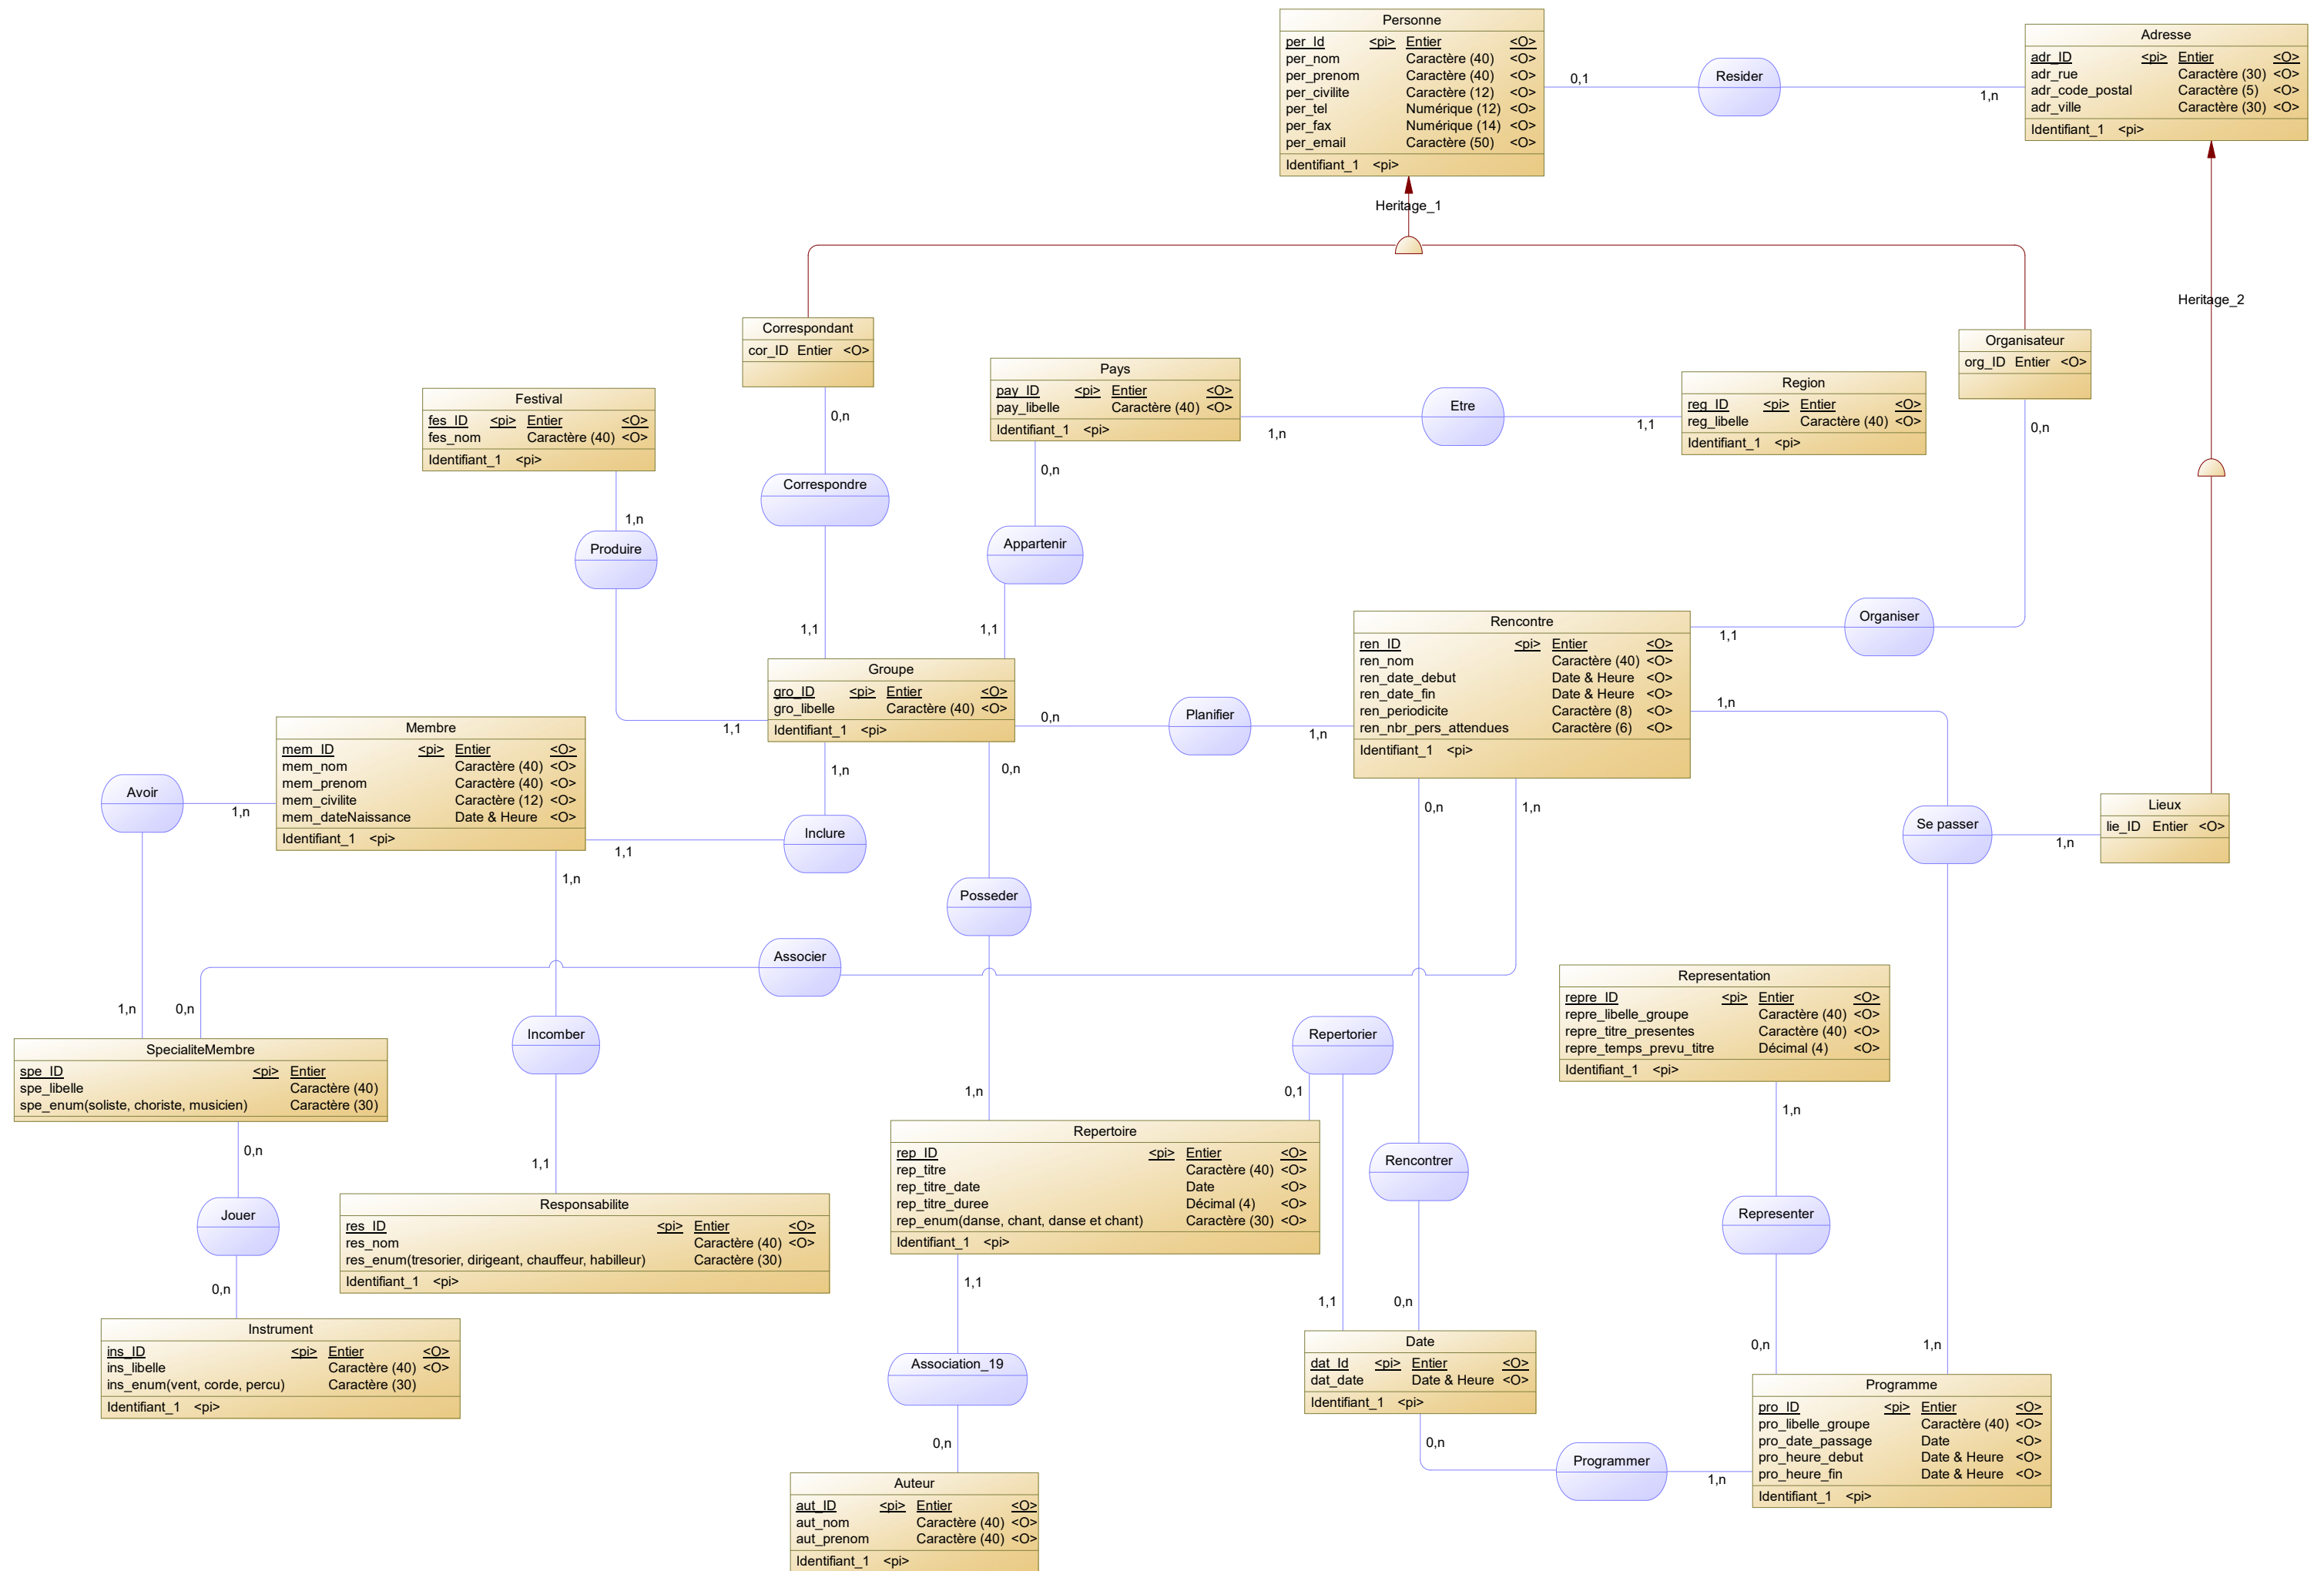 Personne
per_Id <pi> Entier <O>
per_nom Caractère (40) <O>
per_prenom Caractère (40) <O>
per_civilite Caractère (12) <O>
per_tel Numérique (12) <O>
per_fax Numérique (14) <O>
per_email Caractère (50) <O>
Identifiant_1 <pi>
0,1
Resider
1,n
Adresse
adr_ID <pi> Entier <O>
adr_rue Caractère (30) <O>
adr_code_postal Caractère (5) <O>
adr_ville Caractère (30) <O>
Identifiant_1 <pi>
Heritage_1
Heritage_2
Correspondant
cor_ID Entier <O>
0,n
Organisateur
org_ID Entier <O>
0,n
Festival
fes_ID <pi> Entier <O>
fes_nom Caractère (40) <O>
Identifiant_1 <pi>
1,n
Pays
pay_ID <pi> Entier <O>
pay_libelle Caractère (40) <O>
Identifiant_1 <pi>
1,n
0,n
Etre
1,1
Region
reg_ID <pi> Entier <O>
reg_libelle Caractère (40) <O>
Identifiant_1 <pi>
Correspondre
1,1
Produire
1,1
Appartenir
1,1
Organiser
1,1
Groupe
gro_ID <pi> Entier <O>
gro_libelle Caractère (40) <O>
Identifiant_1 <pi>
0,n
1,n
0,n
Planifier
1,n
Rencontre
ren_ID <pi> Entier <O>
ren_nom Caractère (40) <O>
ren_date_debut Date & Heure <O>
ren_date_fin Date & Heure <O>
ren_periodicite Caractère (8) <O>
ren_nbr_pers_attendues Caractère (6) <O>
Identifiant_1 <pi>
1,n
0,n
1,n
Membre
mem_ID <pi> Entier <O>
mem_nom Caractère (40) <O>
mem_prenom Caractère (40) <O>
mem_civilite Caractère (12) <O>
mem_dateNaissance Date & Heure <O>
Identifiant_1 <pi>
Avoir
1,n
1,n
1,1
Inclure
1,n
Se passer
1,n
1,n
Lieux
lie_ID Entier <O>
Posseder
1,n
Associer
0,n
Incomber
1,1
SpecialiteMembre
spe_ID <pi> Entier
spe_libelle Caractère (40)
spe_enum(soliste, choriste, musicien) Caractère (30)
0,n
Representation
repre_ID <pi> Entier <O>
repre_libelle_groupe Caractère (40) <O>
repre_titre_presentes Caractère (40) <O>
repre_temps_prevu_titre Décimal (4) <O>
Identifiant_1 <pi>
1,n
Repertorier
0,1
1,1
Repertoire
rep_ID <pi> Entier <O>
rep_titre Caractère (40) <O>
rep_titre_date Date <O>
rep_titre_duree Décimal (4) <O>
rep_enum(danse, chant, danse et chant) Caractère (30) <O>
Identifiant_1 <pi>
1,1
Rencontrer
0,n
Jouer
0,n
Responsabilite
res_ID <pi> Entier <O>
res_nom Caractère (40) <O>
res_enum(tresorier, dirigeant, chauffeur, habilleur) Caractère (30)
Identifiant_1 <pi>
Representer
0,n
Instrument
ins_ID <pi> Entier <O>
ins_libelle Caractère (40) <O>
ins_enum(vent, corde, percu) Caractère (30)
Identifiant_1 <pi>
Association_19
0,n
Date
dat_Id <pi> Entier <O>
dat_date Date & Heure <O>
Identifiant_1 <pi>
0,n
Programmer
1,n
Programme
pro_ID <pi> Entier <O>
pro_libelle_groupe Caractère (40) <O>
pro_date_passage Date <O>
pro_heure_debut Date & Heure <O>
pro_heure_fin Date & Heure <O>
Identifiant_1 <pi>
Auteur
aut_ID <pi> Entier <O>
aut_nom Caractère (40) <O>
aut_prenom Caractère (40) <O>
Identifiant_1 <pi>